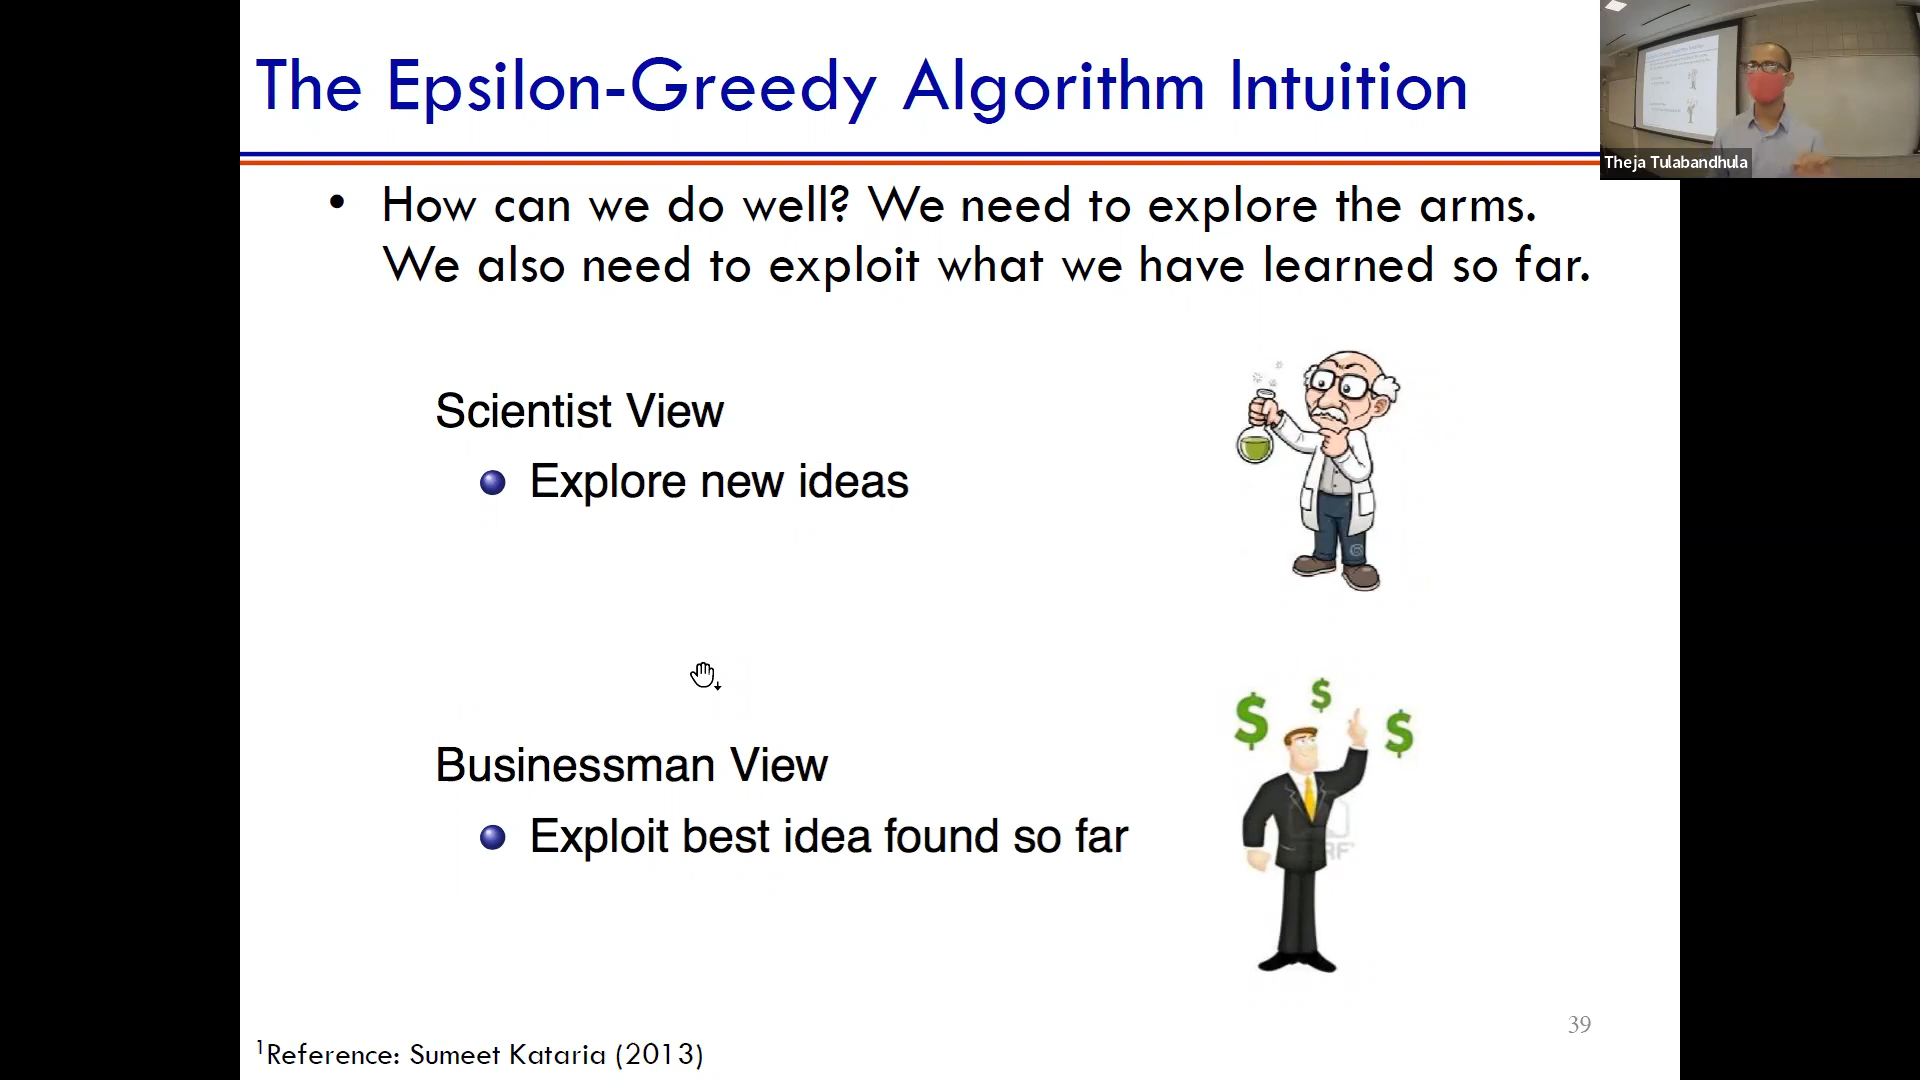 The Epsilon-Greedy Algorithm Intuition
Theja Tulabandhula
• How can we do well? We need to explore the arms.
We also need to exploit what we have learned so far.
Scientist View
Explore new ideas
$ $ $
Businessman View
Exploit best idea found so far
39
¹Reference: Sumeet Kataria (2013)